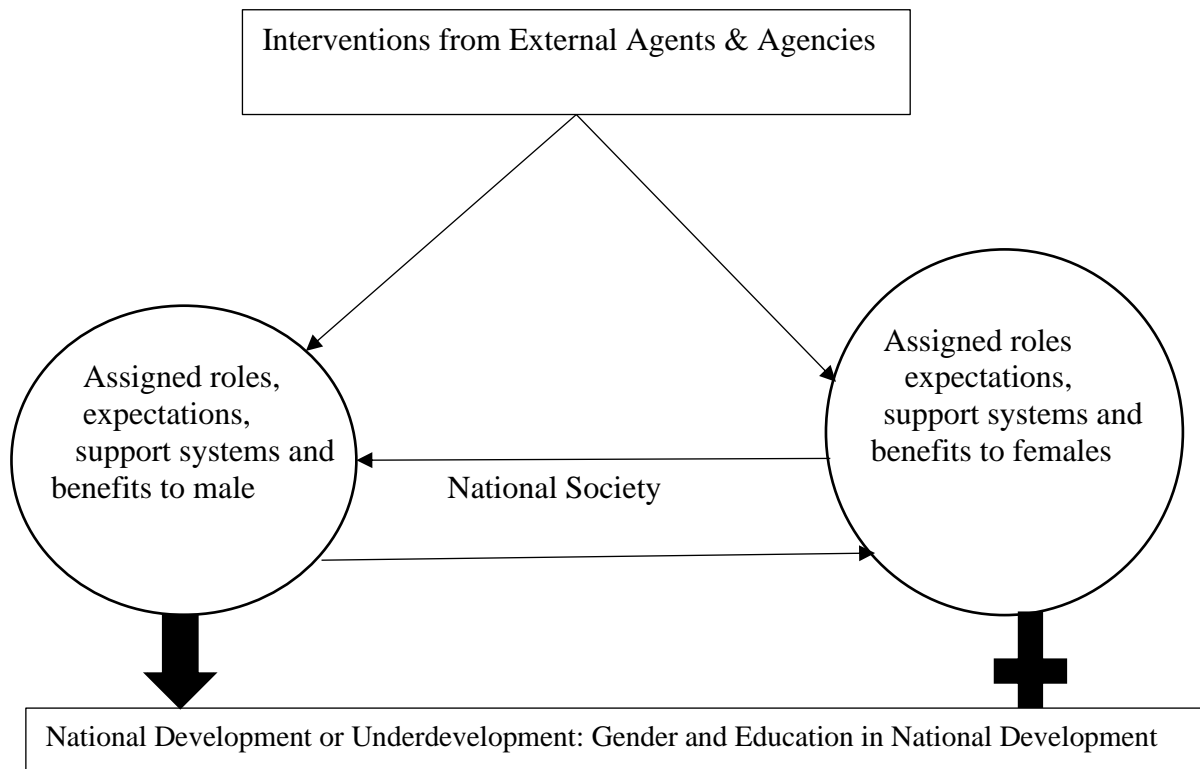 Interventions from External Agents & Agencies
Assigned roles,
expectations,
support systems and
benefits to male
Assigned roles
expectations,
support systems and
benefits to females
National Society
National Development or Underdevelopment: Gender and Education in National Development